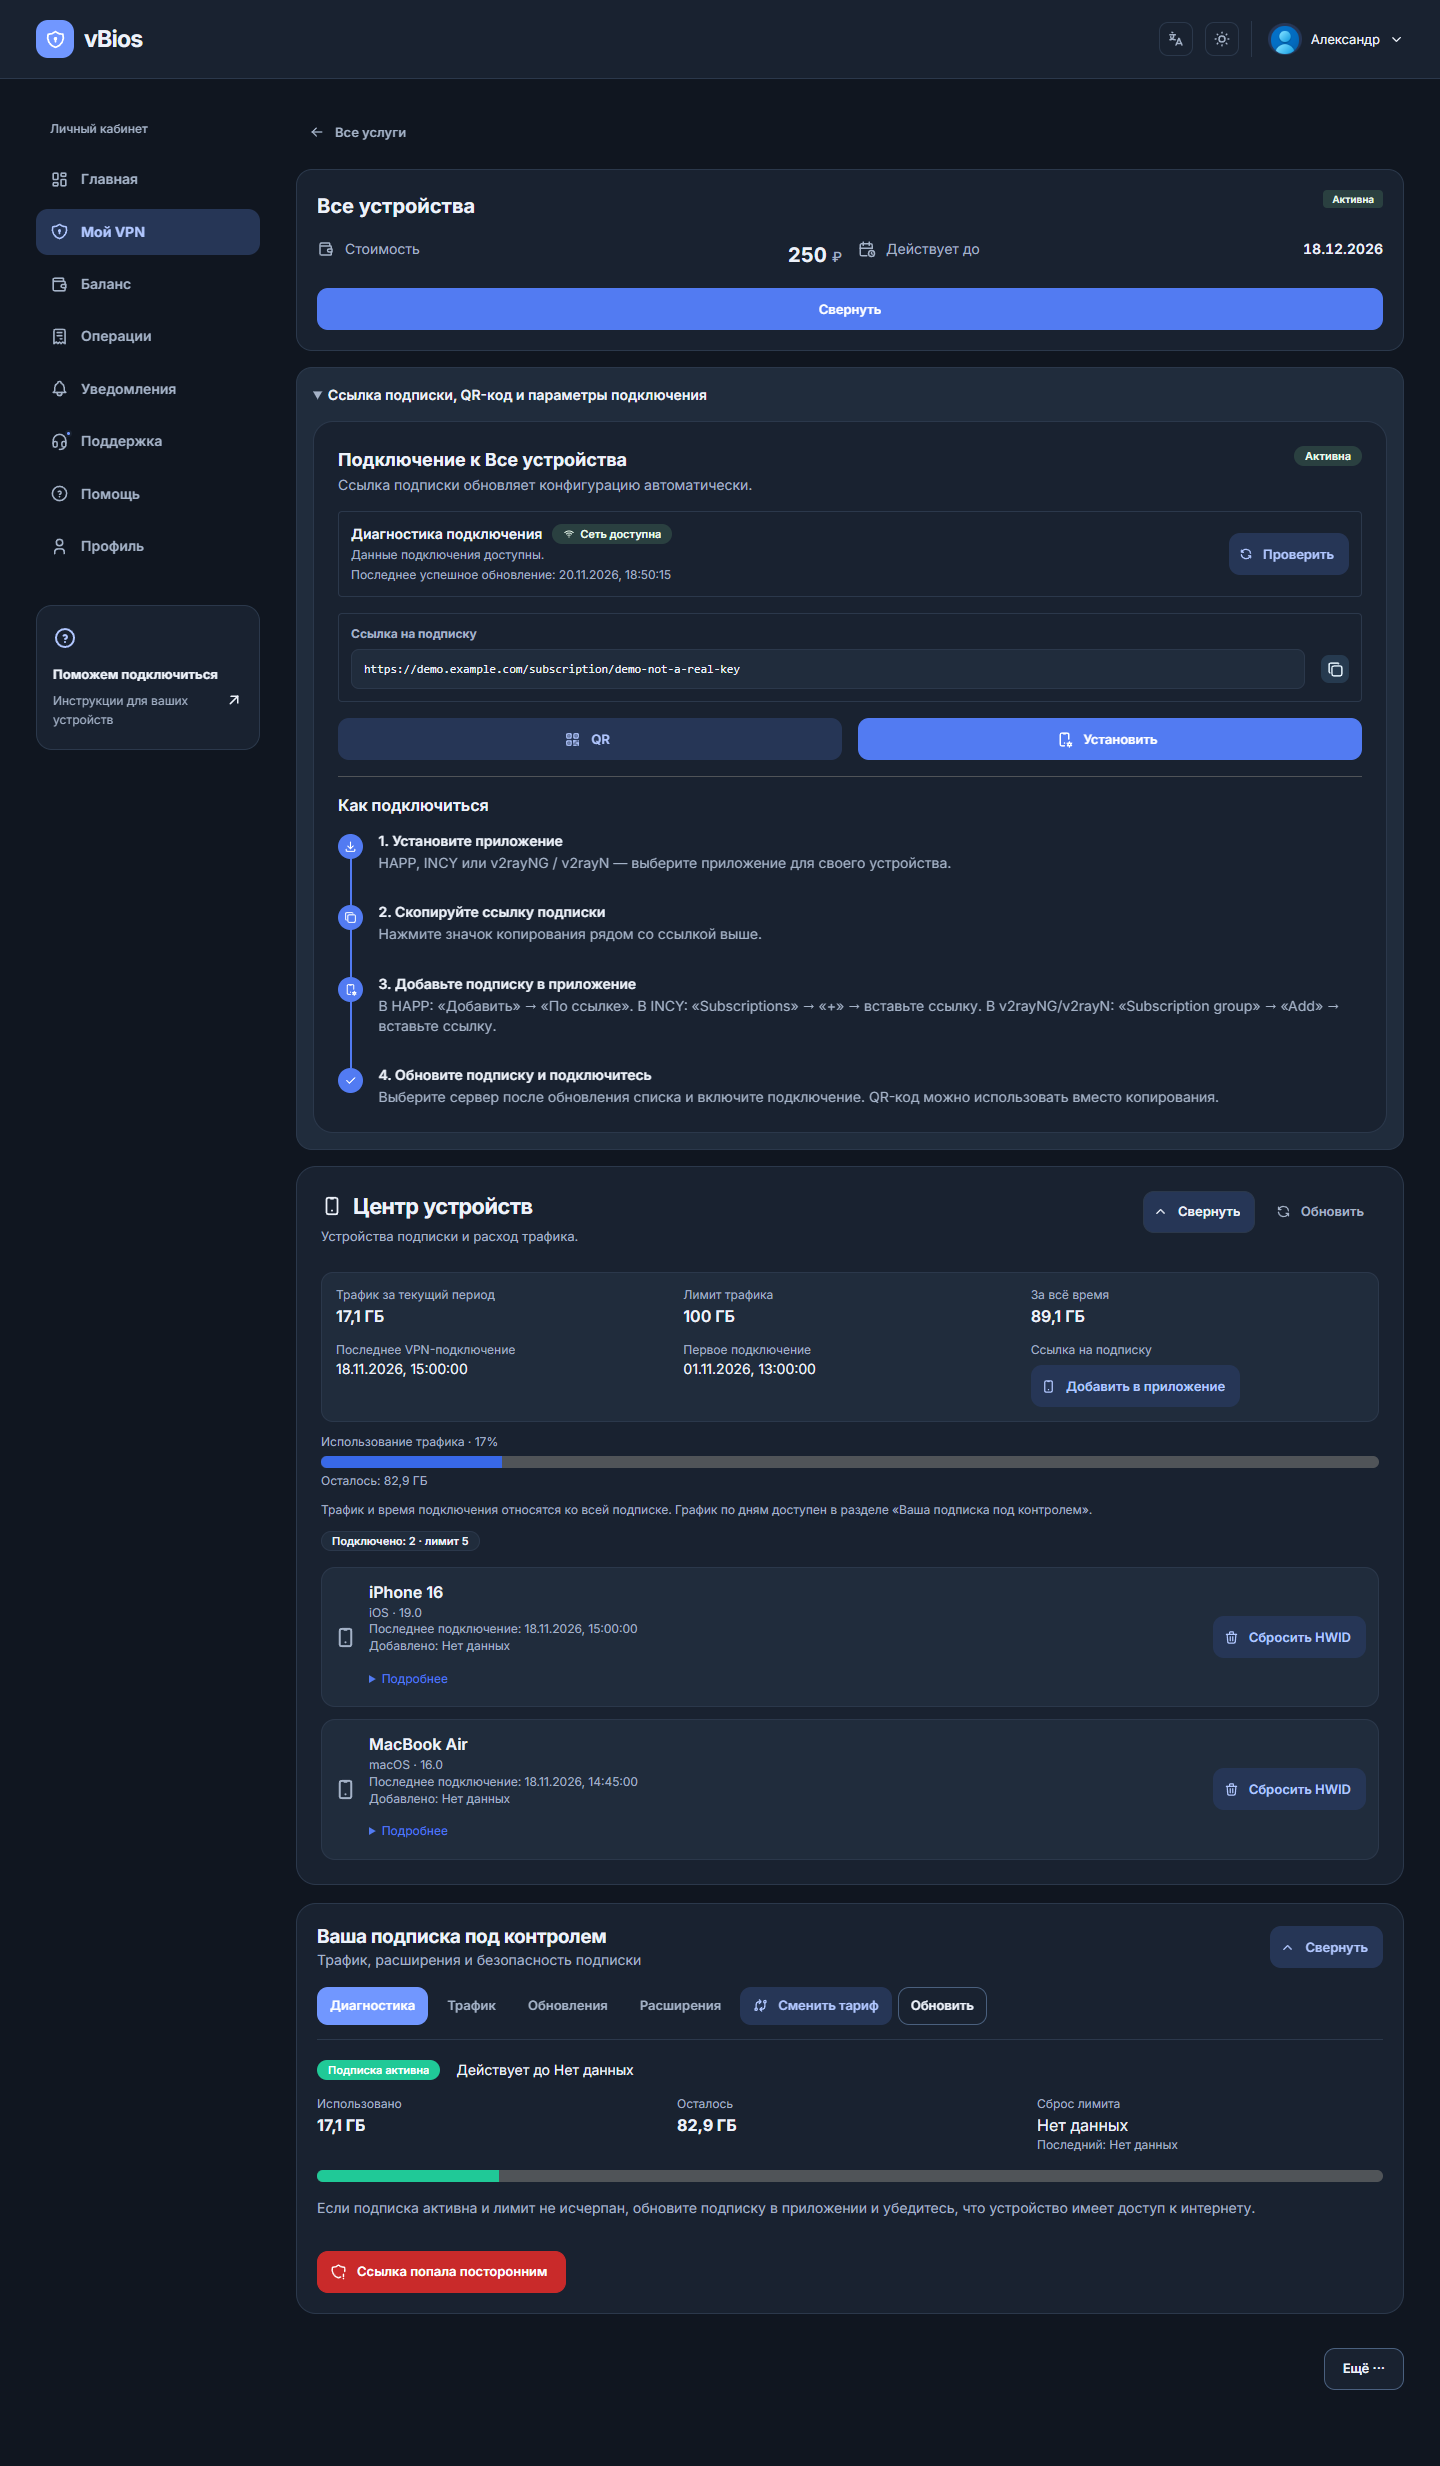 vBios
Александр
Личный кабинет
Главная
Мой VPN
Баланс
Операции
Уведомления
Поддержка
Помощь
Профиль
Поможем подключиться
Инструкции для ваших
устройств
Все услуги
Все устройства
Активна
Стоимость
250 ₽
Действует до
18.12.2026
Свернуть
Ссылка подписки, QR-код и параметры подключения
Подключение к Все устройства
Активна
Ссылка подписки обновляет конфигурацию автоматически.
Диагностика подключения
Сеть доступна
Данные подключения доступны.
Последнее успешное обновление: 20.11.2026, 18:50:15
Проверить
Ссылка на подписку
https://demo.example.com/subscription/demo-not-a-real-key
QR
Установить
Как подключиться
1. Установите приложение
HAPP, INCY или v2rayNG / v2rayN — выберите приложение для своего устройства.
2. Скопируйте ссылку подписки
Нажмите значок копирования рядом со ссылкой выше.
3. Добавьте подписку в приложение
В HAPP: «Добавить» → «По ссылке». В INCY: «Subscriptions» → «+» → вставьте ссылку. В v2rayNG/v2rayN: «Subscription group» → «Add» →
вставьте ссылку.
4. Обновите подписку и подключитесь
Выберите сервер после обновления списка и включите подключение. QR-код можно использовать вместо копирования.
Центр устройств
Устройства подписки и расход трафика.
Свернуть
Обновить
Трафик за текущий период
17,1 ГБ
Лимит трафика
100 ГБ
За всё время
89,1 ГБ
Последнее VPN-подключение
18.11.2026, 15:00:00
Первое подключение
01.11.2026, 13:00:00
Ссылка на подписку
Добавить в приложение
Использование трафика · 17%
Осталось: 82,9 ГБ
Трафик и время подключения относятся ко всей подписке. График по дням доступен в разделе «Ваша подписка под контролем».
Подключено: 2 · лимит 5
iPhone 16
iOS · 19.0
Последнее подключение: 18.11.2026, 15:00:00
Добавлено: Нет данных
Подробнее
Сбросить HWID
MacBook Air
macOS · 16.0
Последнее подключение: 18.11.2026, 14:45:00
Добавлено: Нет данных
Подробнее
Сбросить HWID
Ваша подписка под контролем
Трафик, расширения и безопасность подписки
Свернуть
Диагностика
Трафик
Обновления
Расширения
Сменить тариф
Обновить
Подписка активна
Действует до Нет данных
Использовано
17,1 ГБ
Осталось
82,9 ГБ
Сброс лимита
Нет данных
Последний: Нет данных
Если подписка активна и лимит не исчерпан, обновите подписку в приложении и убедитесь, что устройство имеет доступ к интернету.
Ссылка попала посторонним
Ещё ···